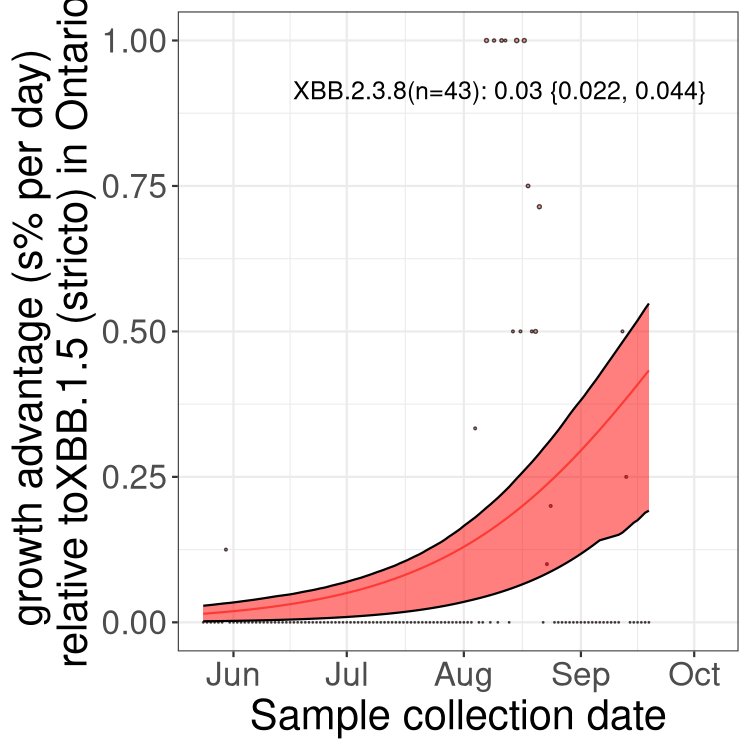 growth advantage (s% per day)
relative toXBB.1.5 (stricto) in Ontario
1.00
0.75
0.50
0.25
0.00
XBB.2.3.8(n=43): 0.03 {0.022, 0.044}
Jun Jul Aug Sep Oct
Sample collection date